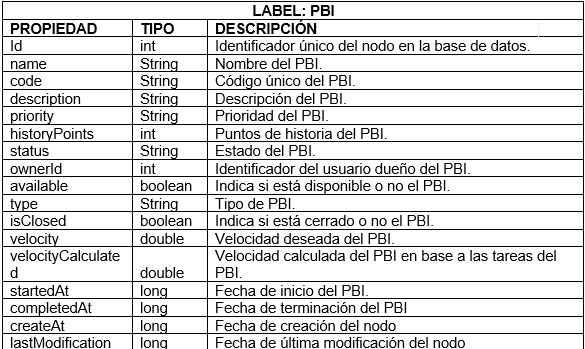 LABEL: PBI
PROPIEDAD TIPO DESCRIPCIÓN
Id int Identificador único del nodo en la base de datos.
name String Nombre del PBI.
code String Código único del PBI.
description String Descripción del PBI.
priority String Prioridad del PBI.
historyPoints int Puntos de historia del PBI.
status String Estado del PBI.
ownerId int Identificador del usuario dueño del PBI.
available boolean Indica si está disponible o no el PBI.
type String Tipo de PBI.
isClosed boolean Indica si está cerrado o no el PBI.
velocity double Velocidad deseada del PBI.
velocityCalculate Velocidad calculada del PBI en base a las tareas del
d double PBI.
startedAt long Fecha de inicio del PBI.
completedAt long Fecha de terminación del PBI
createAt long Fecha de creación del nodo
lastModification long Fecha de última modificación del nodo